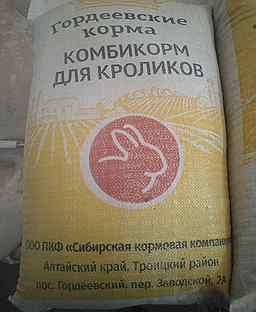 Гордеевские
корма
КОМБИКОРМ
ДЛЯ КРОЛИКОВ
ООО ПКФ «Сибирская кормовая компания
Алтайский край, Троицкий район
пос. Гордеевский, пер. Заводской, 2А